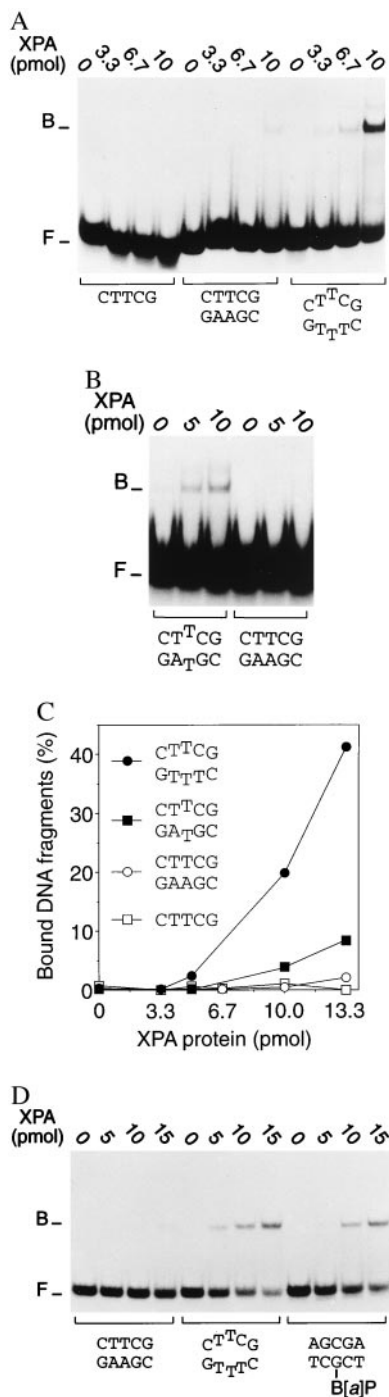 A
XPA
(pmol)
0 3.3 6.7 10 0 3.3 6.7 10 0 3.3 6.7 10
B
F
CTTCG
CTTCG
GAAGC
CTTCG
GTTTC
B
XPA
(pmol)
0 5 10 0 5 10
B
F
CTTCG
GATGC
CTTCG
GAAGC
C
Bound DNA fragments (%)
40
30
20
10
0
CTTCG
GTTTC
CTTCG
GATGC
CTTCG
GAAGC
CTTCG
0 3.3 6.7 10.0 13.3
XPA protein (pmol)
D
XPA
(pmol)
0 5 10 15 0 5 10 15 0 5 10 15
B
F
CTTCG
GAAGC
CTTCG
GTTTC
AGCGA
TCGCT
B[a]P